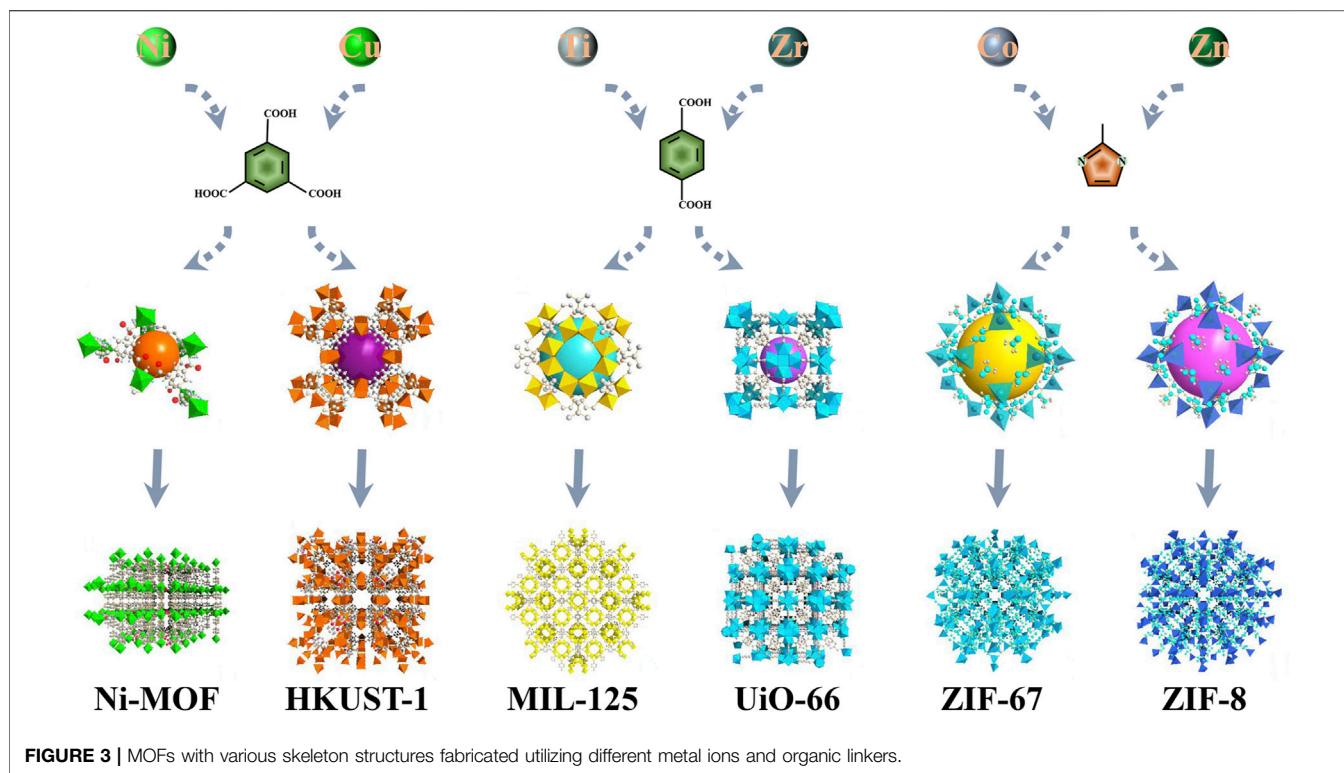 Ni Cu Ti Zr Co Zn
COOH
HOOC COOH
COOH
COOH
N N
Ni-MOF HKUST-1 MIL-125 UiO-66 ZIF-67 ZIF-8
FIGURE 3 | MOFs with various skeleton structures fabricated utilizing different metal ions and organic linkers.